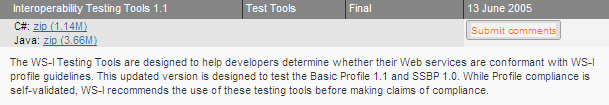 Interoperability Testing Tools 1.1 Test Tools Final 13 June 2005
C#: zip (1.14M)
Java: zip (3.66M)
Submit comments
The WS-I Testing Tools are designed to help developers determine whether their Web services are conformant with WS-I
profile guidelines. This updated version is designed to test the Basic Profile 1.1 and SSBP 1.0. While Profile compliance is
self-validated, WS-I recommends the use of these testing tools before making claims of compliance.